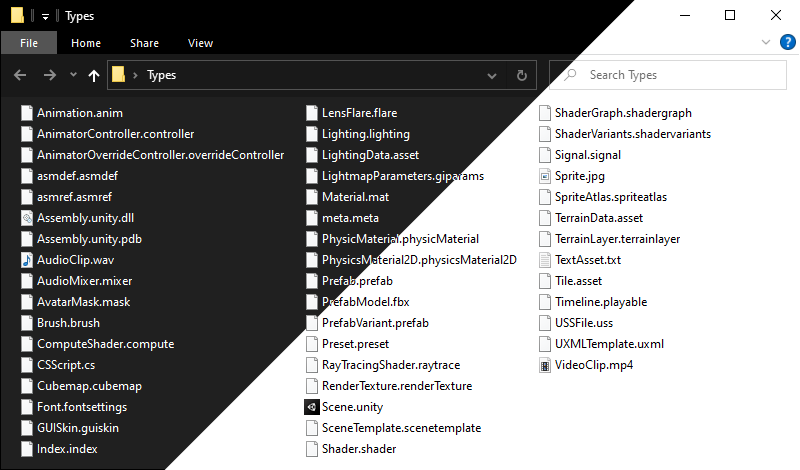 Types
File Home Share View
Types
Search Types
Animation.anim
AnimatorController.controller
AnimatorOverrideController.overrideController
asmdef.asmdef
asmref.asmref
Assembly.unity.dll
Assembly.unity.pdb
AudioClip.wav
AudioMixer.mixer
AvatarMask.mask
Brush.brush
ComputeShader.compute
CSScript.cs
Cubemap.cubemap
Font.fontsettings
GUISkin.guiskin
Index.index
LensFlare.flare
Lighting.lighting
LightingData.asset
LightmapParameters.giparams
Material.mat
meta.meta
PhysicMaterial.physicMaterial
PhysicsMaterial2D.physicsMaterial2D
Prefab.prefab
PrefabModel.fbx
PrefabVariant.prefab
Preset.preset
RayTracingShader.raytrace
RenderTexture.renderTexture
Scene.unity
SceneTemplate.scenetemplate
Shader.shader
ShaderGraph.shadergraph
ShaderVariants.shadervariants
Signal.signal
Sprite.jpg
SpriteAtlas.spriteatlas
TerrainData.asset
TerrainLayer.terrainlayer
TextAsset.txt
Tile.asset
Timeline.playable
USSFile.uss
UXMLTemplate.uxml
VideoClip.mp4